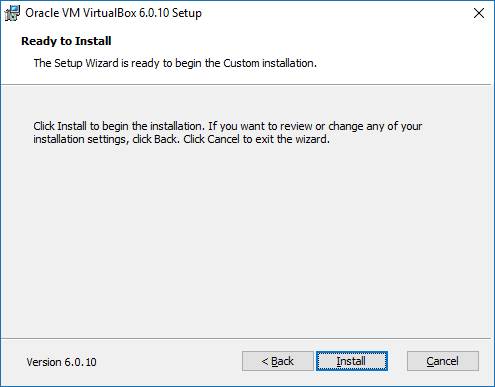 Oracle VM VirtualBox 6.0.10 Setup
Ready to Install
The Setup Wizard is ready to begin the Custom installation.
Click Install to begin the installation. If you want to review or change any of your
installation settings, click Back. Click Cancel to exit the wizard.
Version 6.0.10
< Back
Install
Cancel